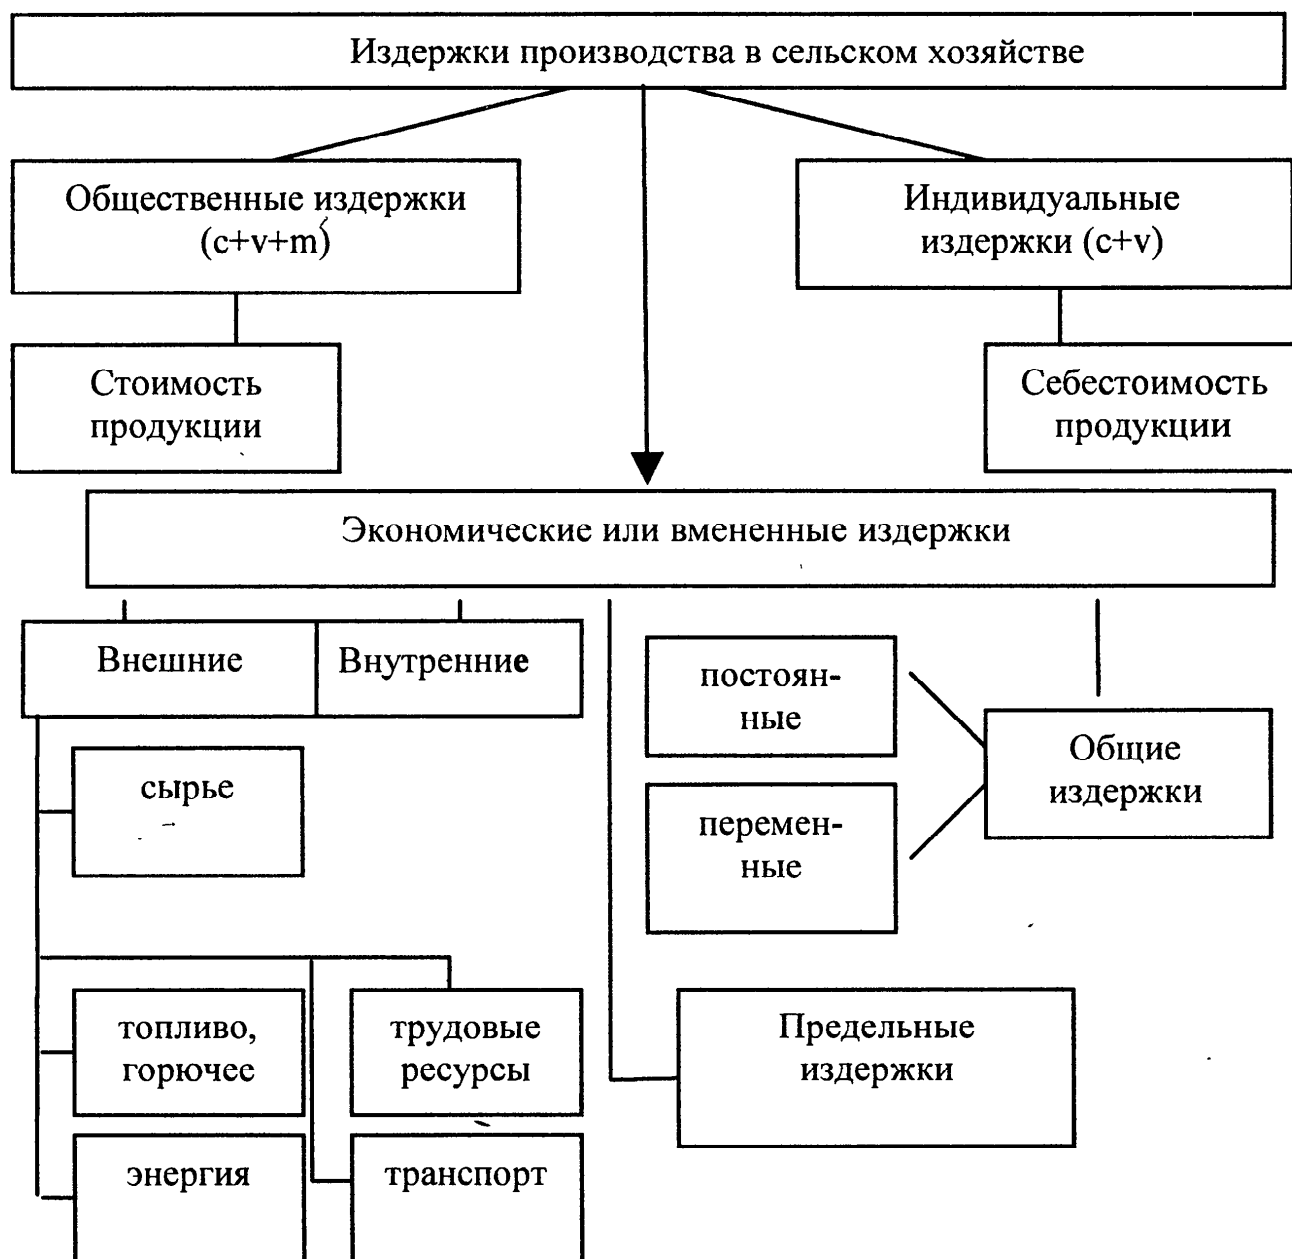 Издержки производства в сельском хозяйстве
Общественные издержки
(c+v+m)
Индивидуальные
издержки (c+v)
Стоимость
продукции
Себестоимость
продукции
Экономические или вмененные издержки
Внешние
Внутренние
постоян-
ные
Общие
издержки
сырье
перемен-
ные
топливо,
горючее
трудовые
ресурсы
Предельные
издержки
энергия
транспорт